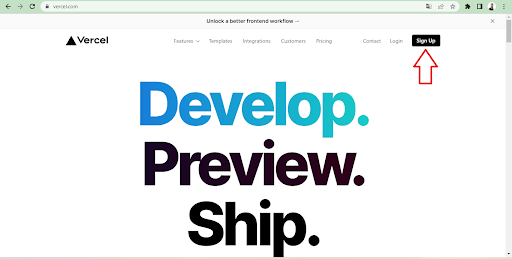 vercel.com
Unlock a better frontend workflow →
Vercel
Features Templates Integrations Customers Pricing Contact Login Sign Up
Develop.
Preview.
Ship.